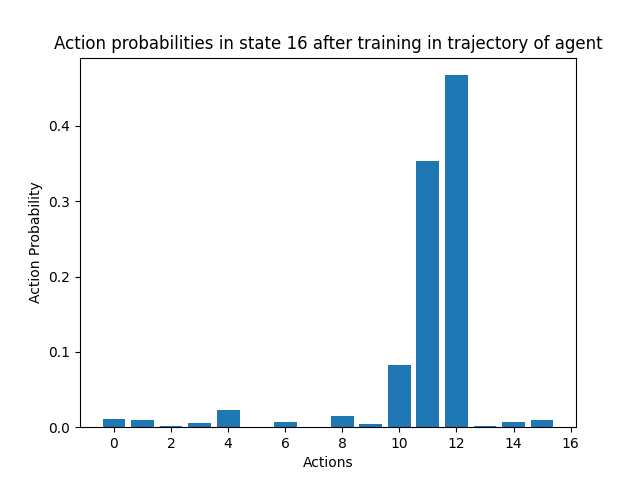 Action probabilities in state 16 after training in trajectory of agent
0.4
0.3
0.2
0.1
0.0
Action Probability
0 2 4 6 8 10 12 14 16
Actions